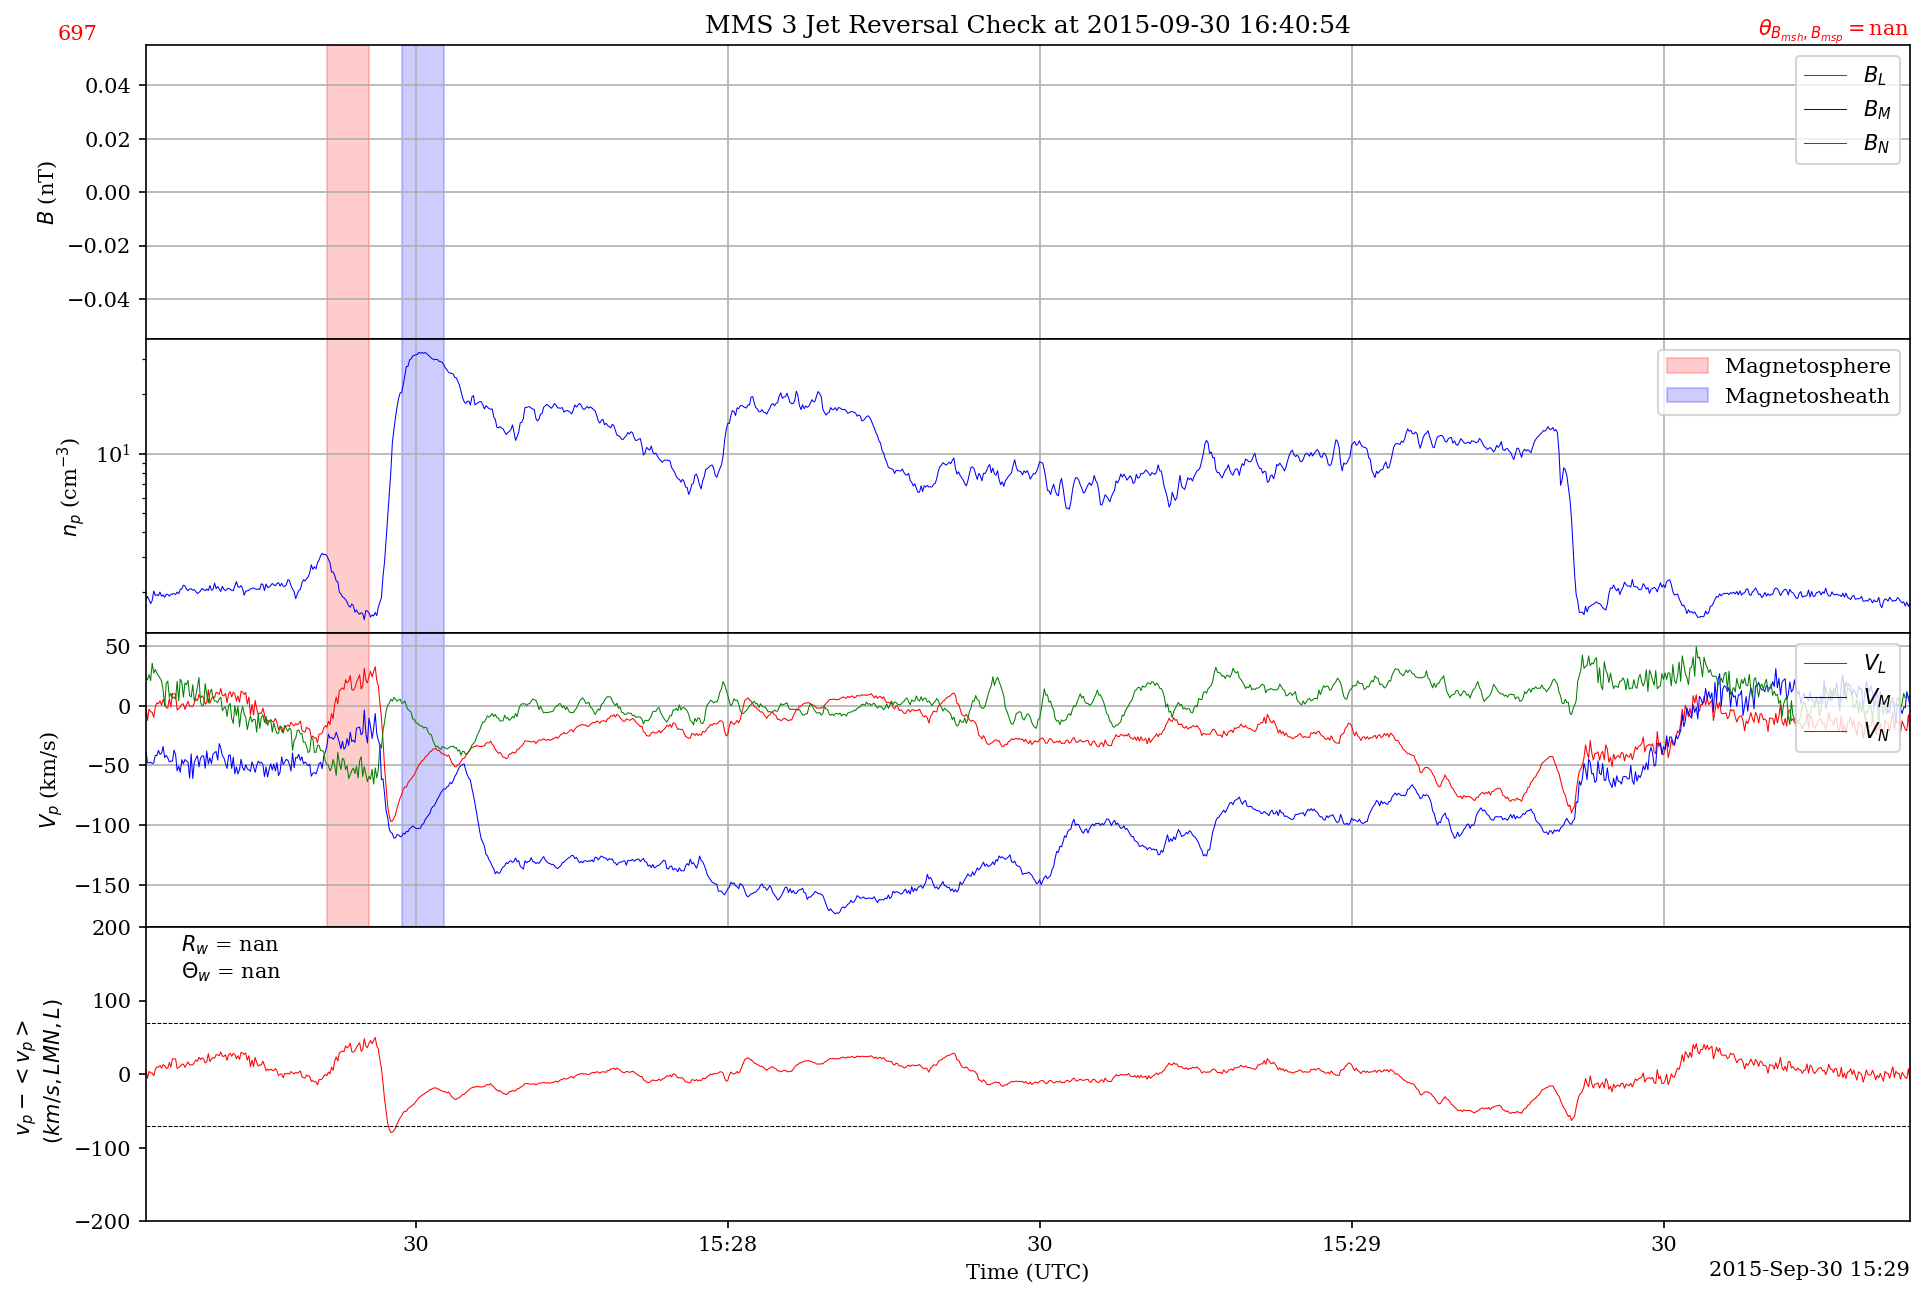 697
MMS 3 Jet Reversal Check at 2015-09-30 16:40:54
θ_{B_{msh}, B_{msp}} = nan
B (nT)
0.04
0.02
0.00
−0.02
−0.04
B_L
B_M
B_N
n_p (cm^{−3})
10^1
Magnetosphere
Magnetosheath
V_p (km/s)
50
0
−50
−100
−150
V_L
V_M
V_N
v_p − < v_p >
(km/s, LMN, L)
200
100
0
−100
−200
R_w = nan
Θ_w = nan
30
15:28
30
15:29
30
Time (UTC)
2015-Sep-30 15:29